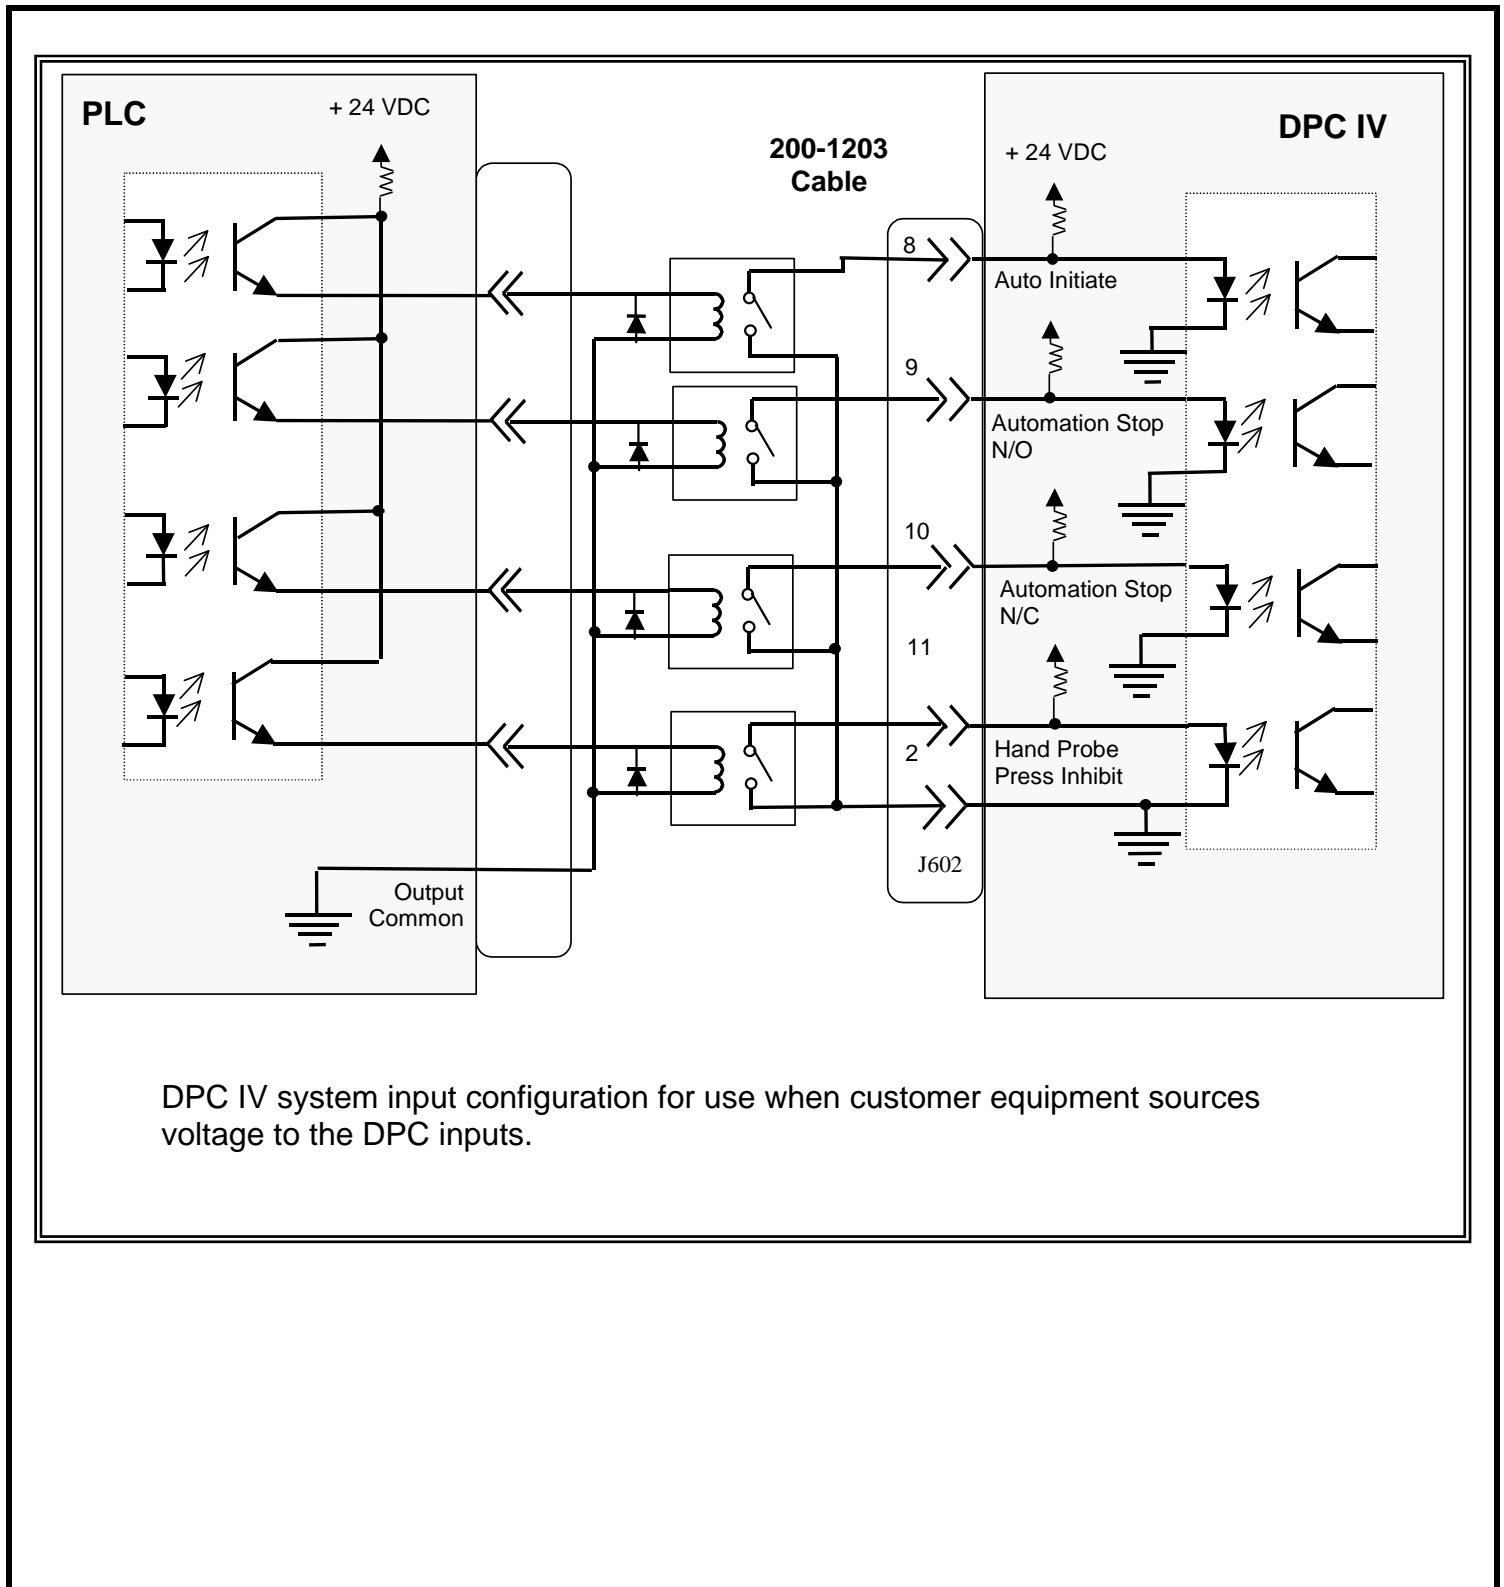 PLC
+ 24 VDC
200-1203
Cable
DPC IV
+ 24 VDC
8
Auto Initiate
9
Automation Stop
N/O
10
Automation Stop
N/C
11
2
Hand Probe
Press Inhibit
J602
Output
Common
DPC IV system input configuration for use when customer equipment sources
voltage to the DPC inputs.